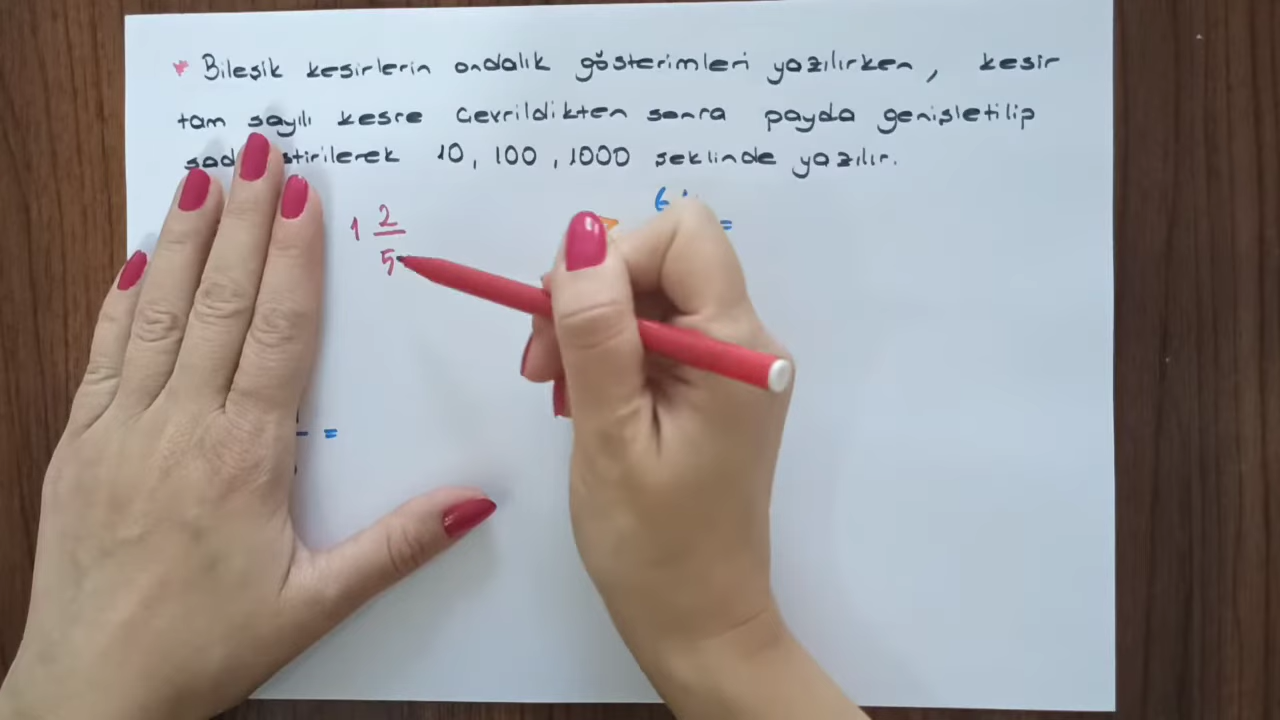 * Bileşik kesirlerin ondalık gösterimleri yazılırken, kesir
tam sayılı kesre çevrildikten sonra payda genişletilip
10, 100, 1000 şeklinde yazılır.
1 2/5
=
=